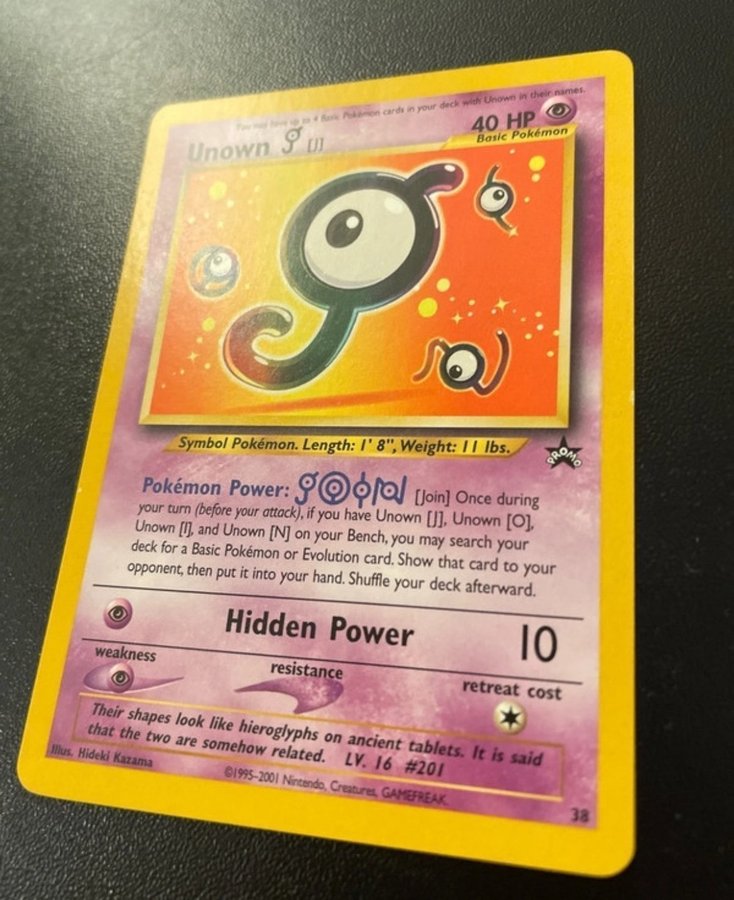 You may have up to 4 Basic Pokémon cards in your deck with Unown in their names.
Unown J [J]
40 HP
Basic Pokémon
Symbol Pokémon. Length: 1' 8", Weight: 11 lbs.
PROMO
Pokémon Power: JOIN [Join] Once during
your turn (before your attack), if you have Unown [J], Unown [O],
Unown [I], and Unown [N] on your Bench, you may search your
deck for a Basic Pokémon or Evolution card. Show that card to your
opponent, then put it into your hand. Shuffle your deck afterward.
Hidden Power 10
weakness
resistance
retreat cost
Their shapes look like hieroglyphs on ancient tablets. It is said
that the two are somehow related. LV. 16 #201
Illus. Hideki Kazama
©1995-2001 Nintendo, Creatures, GAMEFREAK.
38